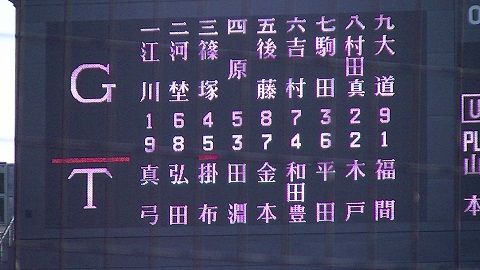 G
一江川1
二河埜6
三篠塚4
四原5
五後藤8
六吉村7
七駒田3
八村田真2
九大道9
T
9真弓
8弘田
5掛布
3田淵
7金本
4和田豊
6平田
2木戸
1福間
PL
山本